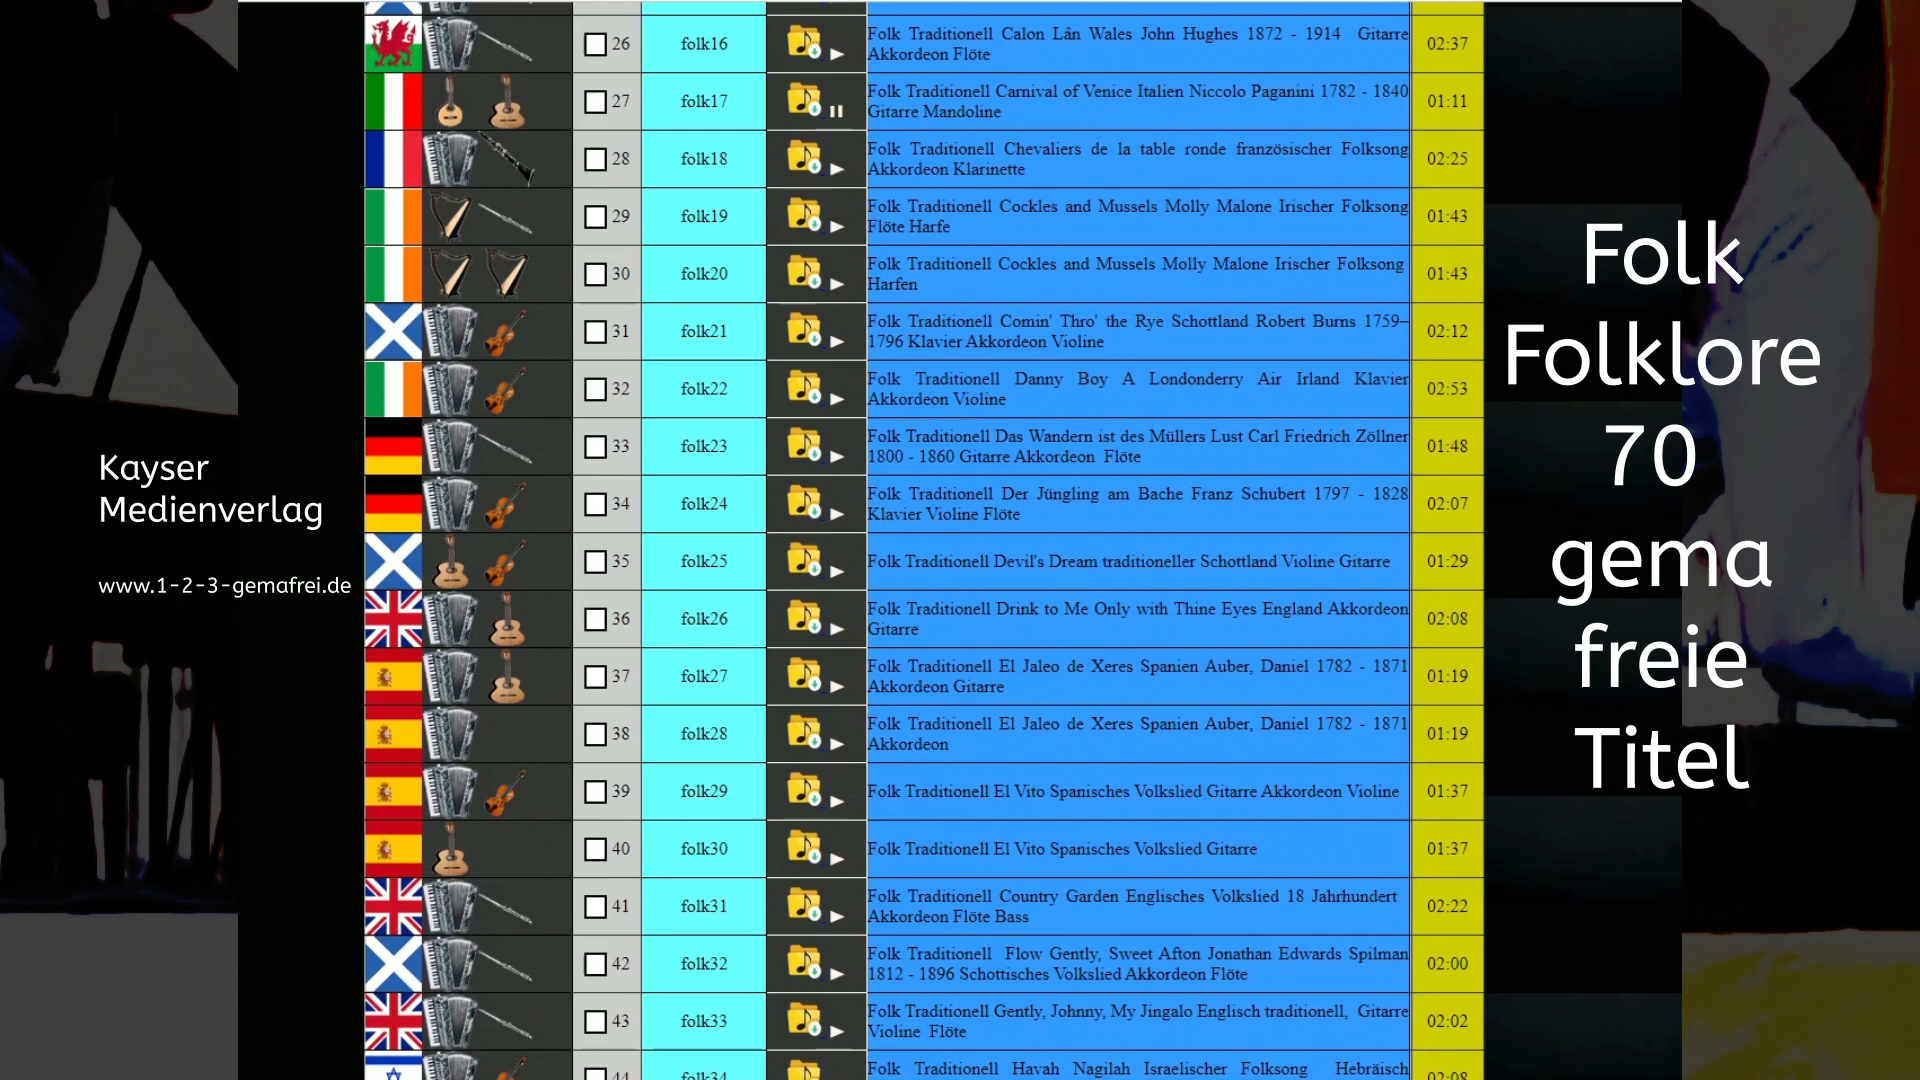 Kayser
Medienverlag
www.1-2-3-gemafrei.de
26 folk16 Folk Traditionell Calon Lân Wales John Hughes 1872 - 1914 Gitarre 02:37
Akkordeon Flöte
27 folk17 Folk Traditionell Carnival of Venice Italien Niccolo Paganini 1782 - 1840 01:11
Gitarre Mandoline
28 folk18 Folk Traditionell Chevaliers de la table ronde französischer Folksong 02:25
Akkordeon Klarinette
29 folk19 Folk Traditionell Cockles and Mussels Molly Malone Irischer Folksong 01:43
Flöte Harfe
30 folk20 Folk Traditionell Cockles and Mussels Molly Malone Irischer Folksong 01:43
Harfen
31 folk21 Folk Traditionell Comin' Thro' the Rye Schottland Robert Burns 1759– 02:12
1796 Klavier Akkordeon Violine
32 folk22 Folk Traditionell Danny Boy A Londonderry Air Irland Klavier 02:53
Akkordeon Violine
33 folk23 Folk Traditionell Das Wandern ist des Müllers Lust Carl Friedrich Zöllner 01:48
1800 - 1860 Gitarre Akkordeon Flöte
34 folk24 Folk Traditionell Der Jüngling am Bache Franz Schubert 1797 - 1828 02:07
Klavier Violine Flöte
35 folk25 Folk Traditionell Devil's Dream traditioneller Schottland Violine Gitarre 01:29
36 folk26 Folk Traditionell Drink to Me Only with Thine Eyes England Akkordeon 02:08
Gitarre
37 folk27 Folk Traditionell El Jaleo de Xeres Spanien Auber, Daniel 1782 - 1871 01:19
Akkordeon Gitarre
38 folk28 Folk Traditionell El Jaleo de Xeres Spanien Auber, Daniel 1782 - 1871 01:19
Akkordeon
39 folk29 Folk Traditionell El Vito Spanisches Volkslied Gitarre Akkordeon Violine 01:37
40 folk30 Folk Traditionell El Vito Spanisches Volkslied Gitarre 01:37
41 folk31 Folk Traditionell Country Garden Englisches Volkslied 18 Jahrhundert 02:22
Akkordeon Flöte Bass
42 folk32 Folk Traditionell Flow Gently, Sweet Afton Jonathan Edwards Spilman 02:00
1812 - 1896 Schottisches Volkslied Akkordeon Flöte
43 folk33 Folk Traditionell Gently, Johnny, My Jingalo Englisch traditionell, Gitarre 02:02
Violine Flöte
44 folk34 Folk Traditionell Havah Nagilah Israelischer Folksong Hebräisch 02:08
Folk
Folklore
70
gema
freie
Titel